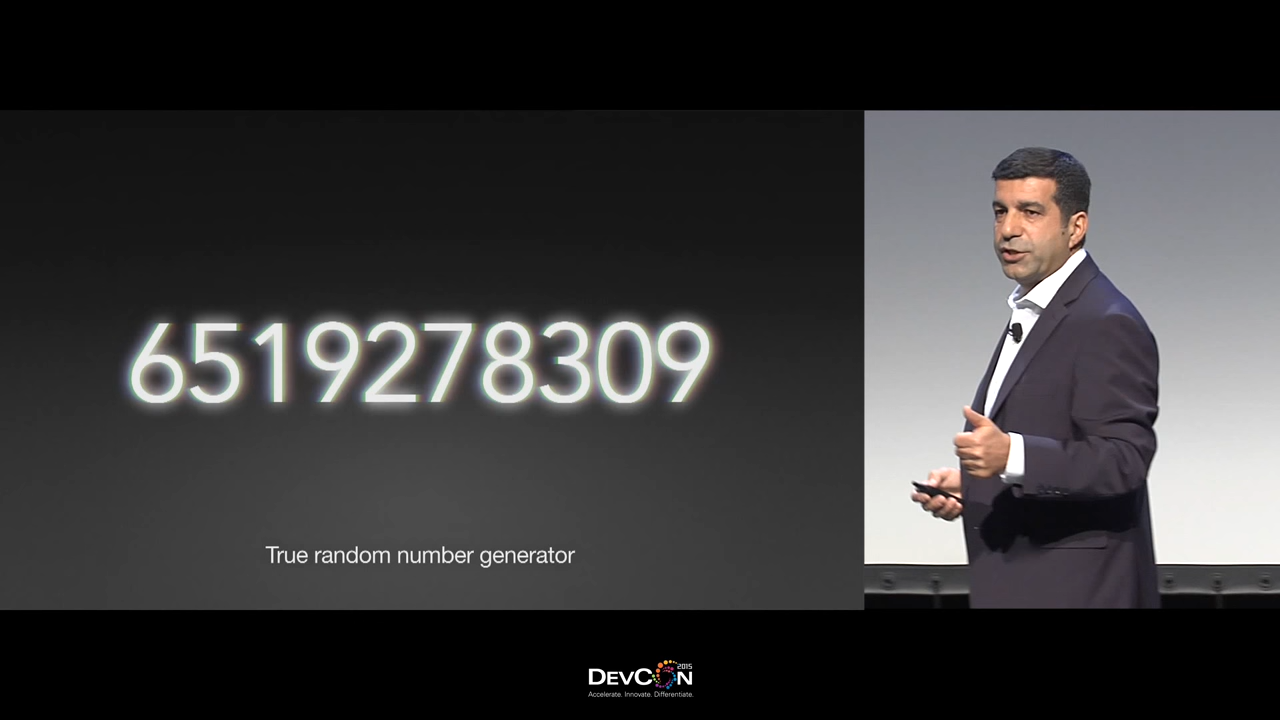 6519278309
True random number generator
DevCon 2015
Accelerate. Innovate. Differentiate.